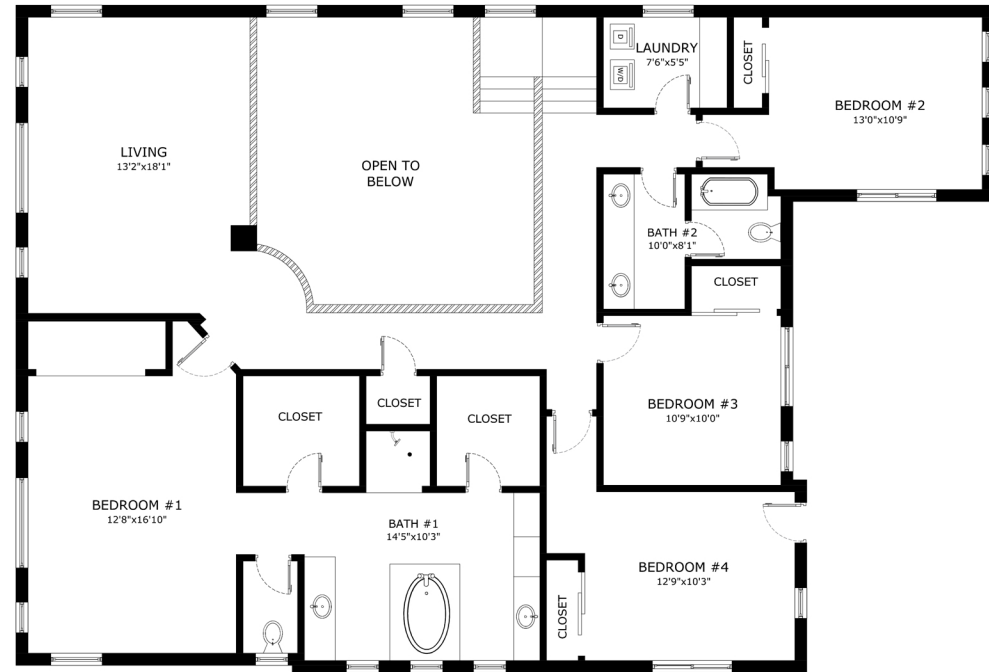 D
W/D
LAUNDRY
7'6"x5'5"
CLOSET
BEDROOM #2
13'0"x10'9"
LIVING
13'2"x18'1"
OPEN TO
BELOW
BATH #2
10'0"x8'1"
CLOSET
CLOSET
CLOSET
CLOSET
BEDROOM #3
10'9"x10'0"
BEDROOM #1
12'8"x16'10"
BATH #1
14'5"x10'3"
BEDROOM #4
12'9"x10'3"
CLOSET